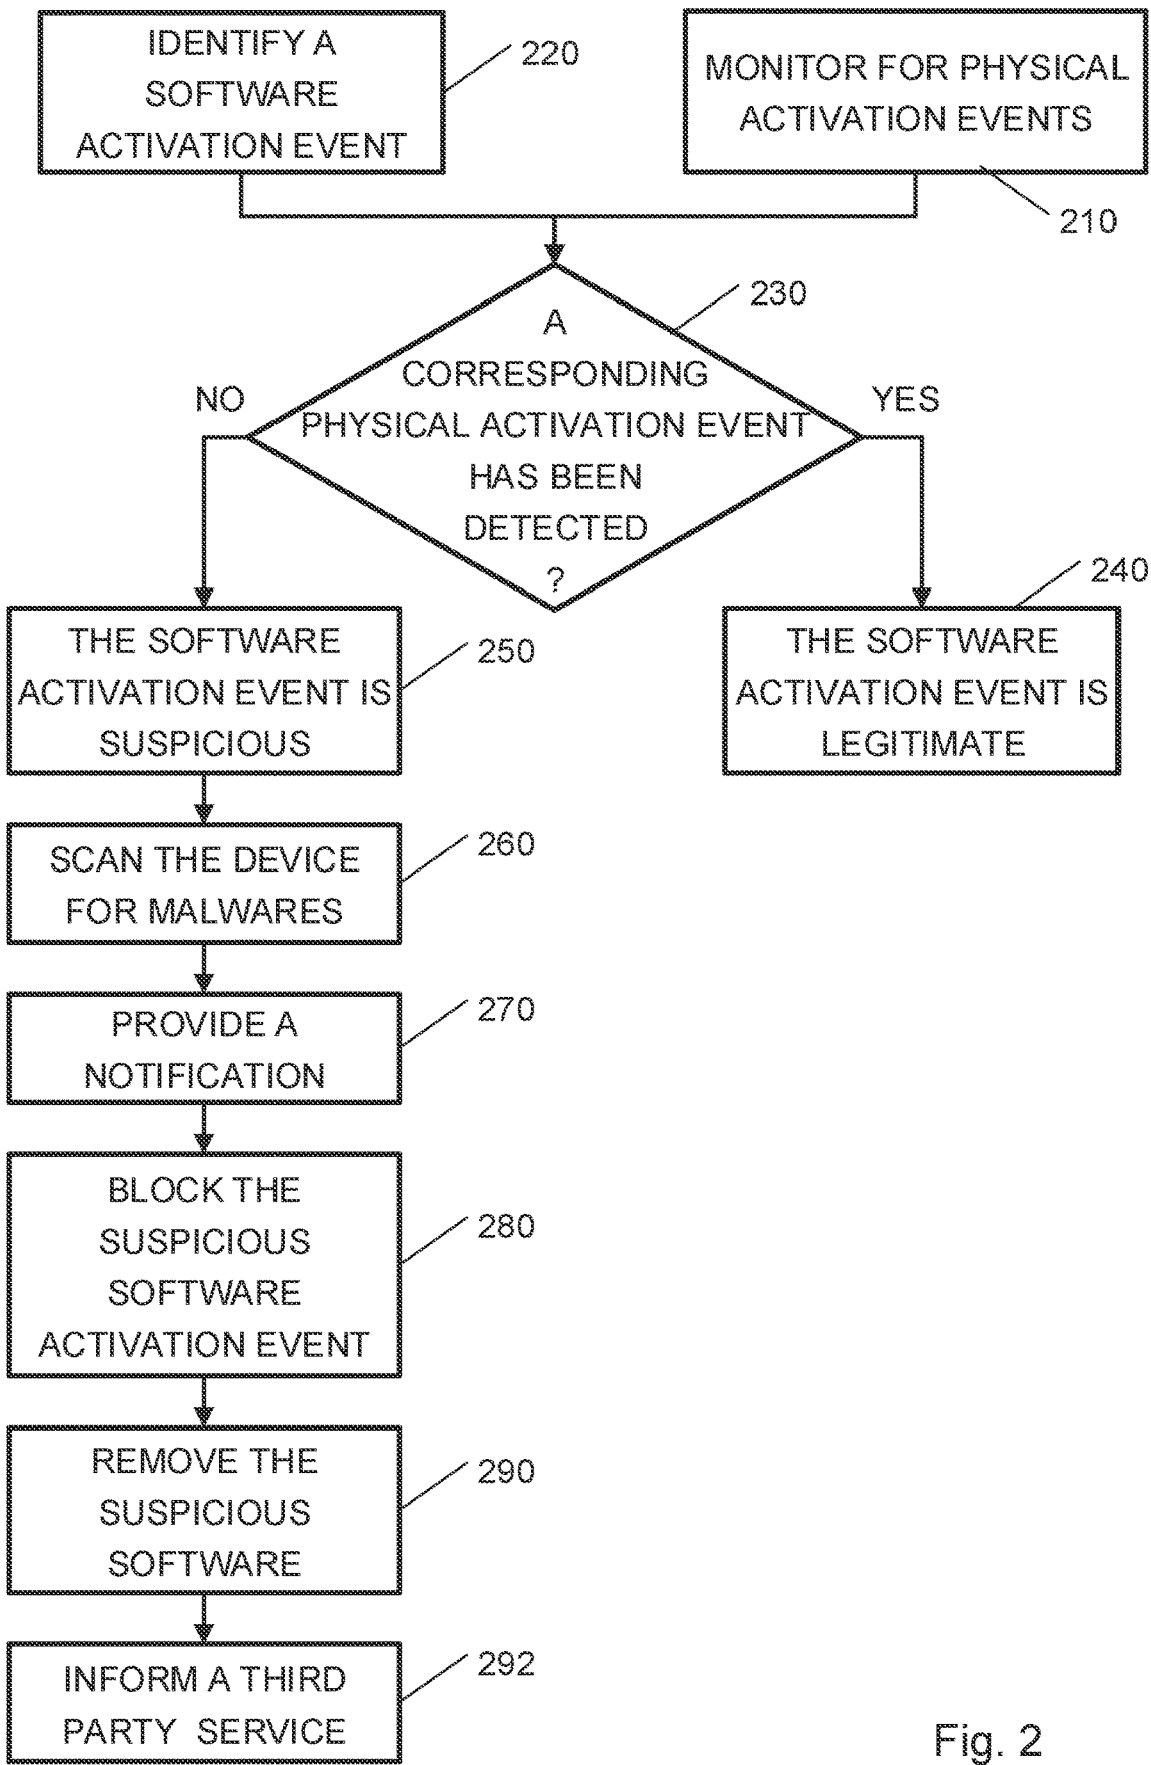 IDENTIFY A
SOFTWARE
ACTIVATION EVENT
220
MONITOR FOR PHYSICAL
ACTIVATION EVENTS
210
230
A
CORRESPONDING
PHYSICAL ACTIVATION EVENT
HAS BEEN
DETECTED
?
NO
YES
240
THE SOFTWARE
ACTIVATION EVENT IS
LEGITIMATE
THE SOFTWARE
ACTIVATION EVENT IS
SUSPICIOUS
250
SCAN THE DEVICE
FOR MALWARES
260
PROVIDE A
NOTIFICATION
270
BLOCK THE
SUSPICIOUS
SOFTWARE
ACTIVATION EVENT
280
REMOVE THE
SUSPICIOUS
SOFTWARE
290
INFORM A THIRD
PARTY SERVICE
292
Fig. 2